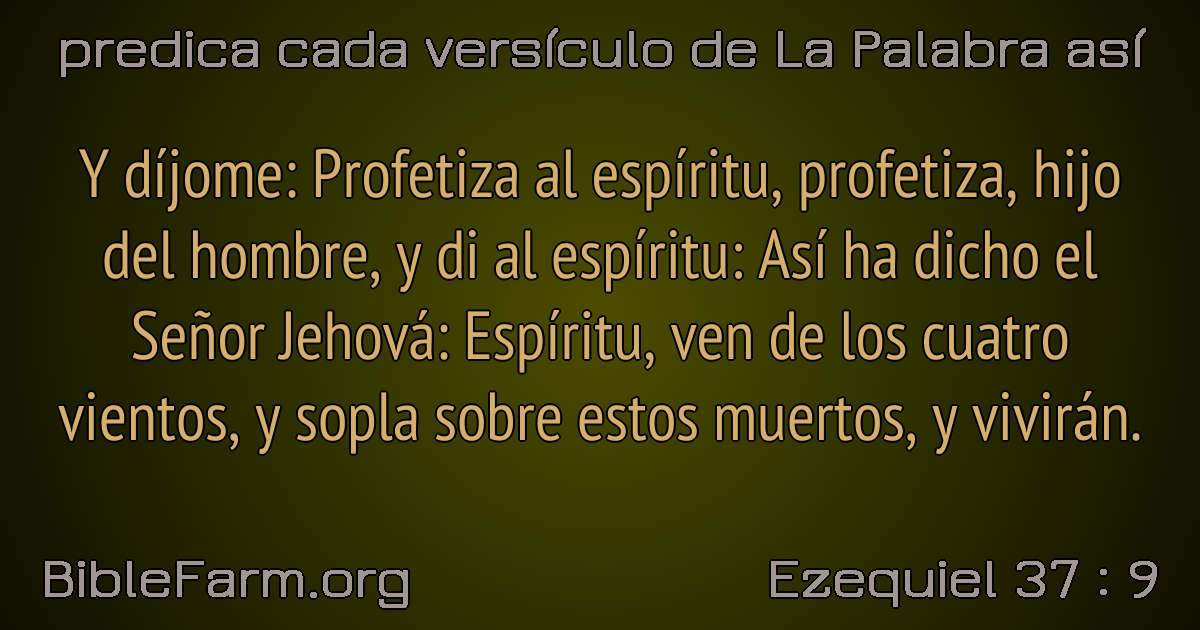 predica cada versículo de La Palabra así
Y díjome: Profetiza al espíritu, profetiza, hijo
del hombre, y di al espíritu: Así ha dicho el
Señor Jehová: Espíritu, ven de los cuatro
vientos, y sopla sobre estos muertos, y vivirán.
BibleFarm.org
Ezequiel 37 : 9